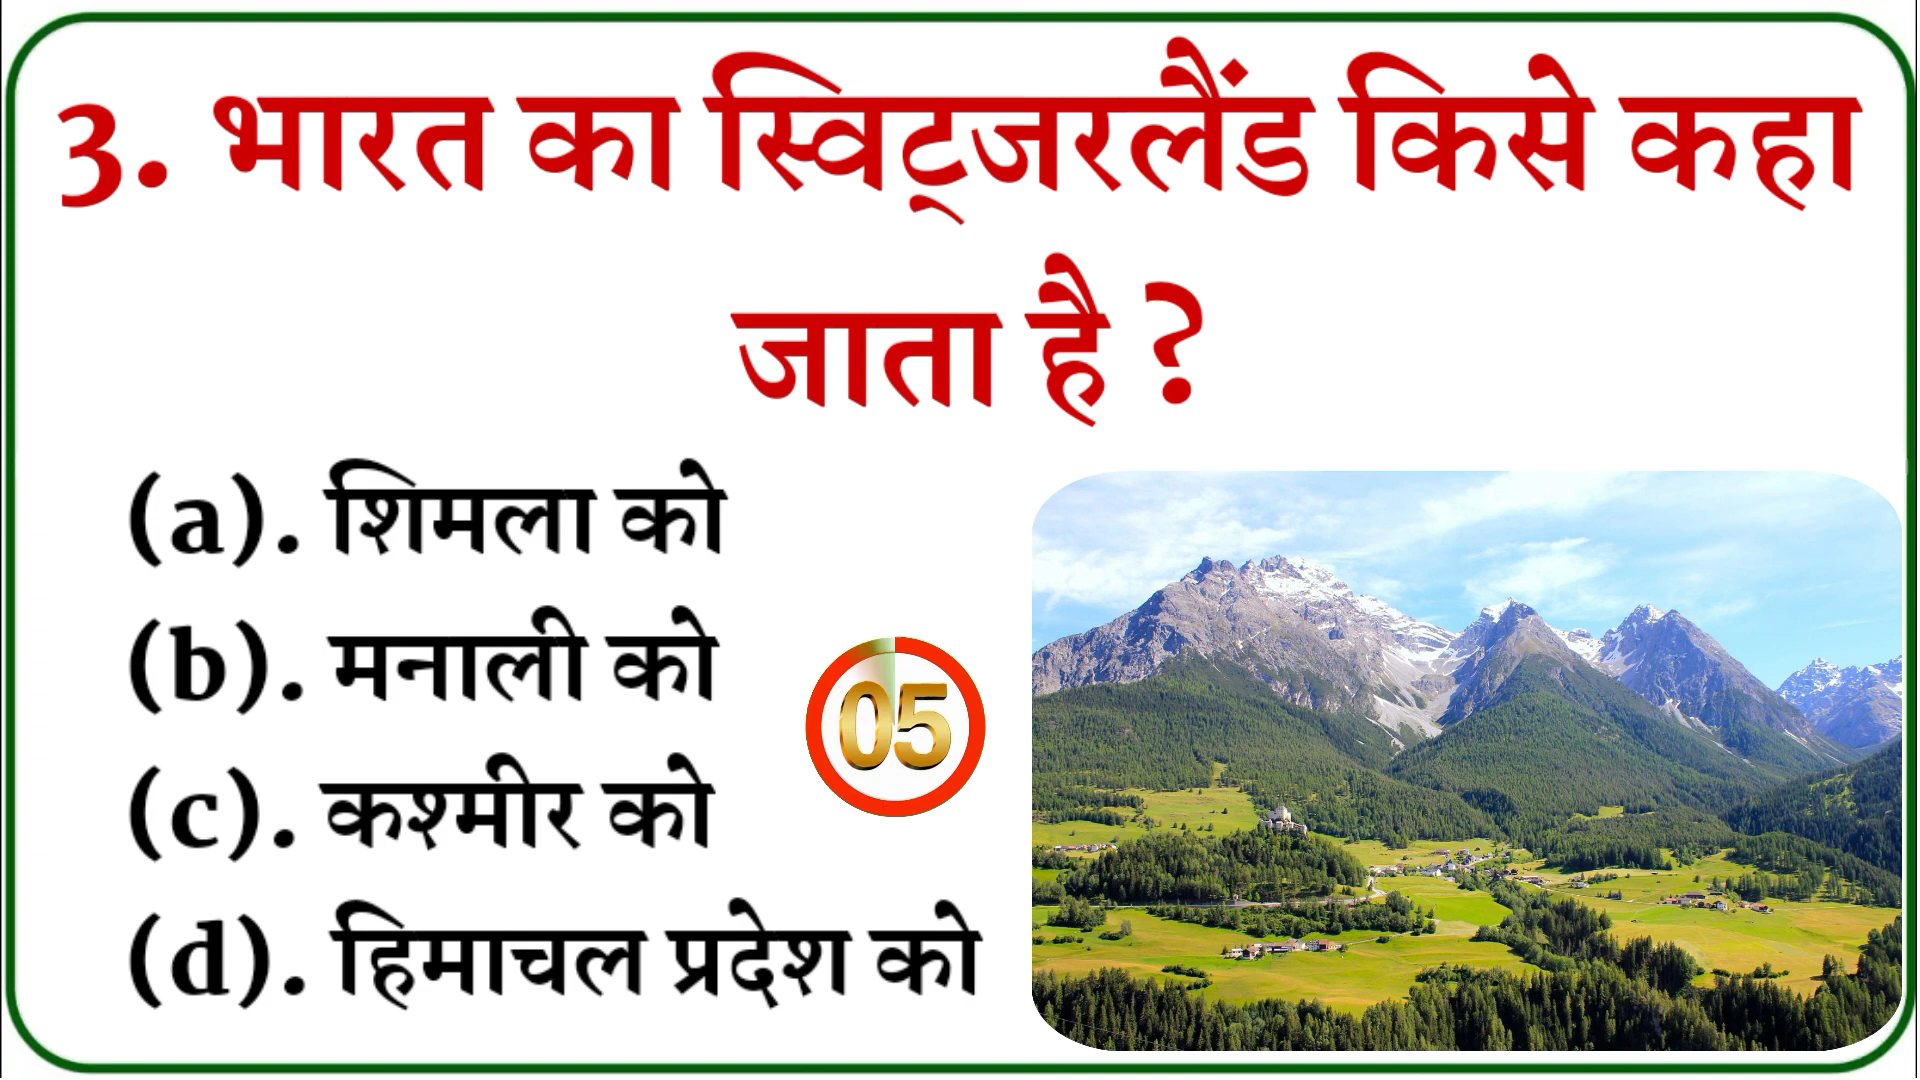 3. भारत का स्विट्जरलैंड किसे कहा
जाता है ?
(a). शिमला को
(b). मनाली को
05
(c). कश्मीर को
(d). हिमाचल प्रदेश को